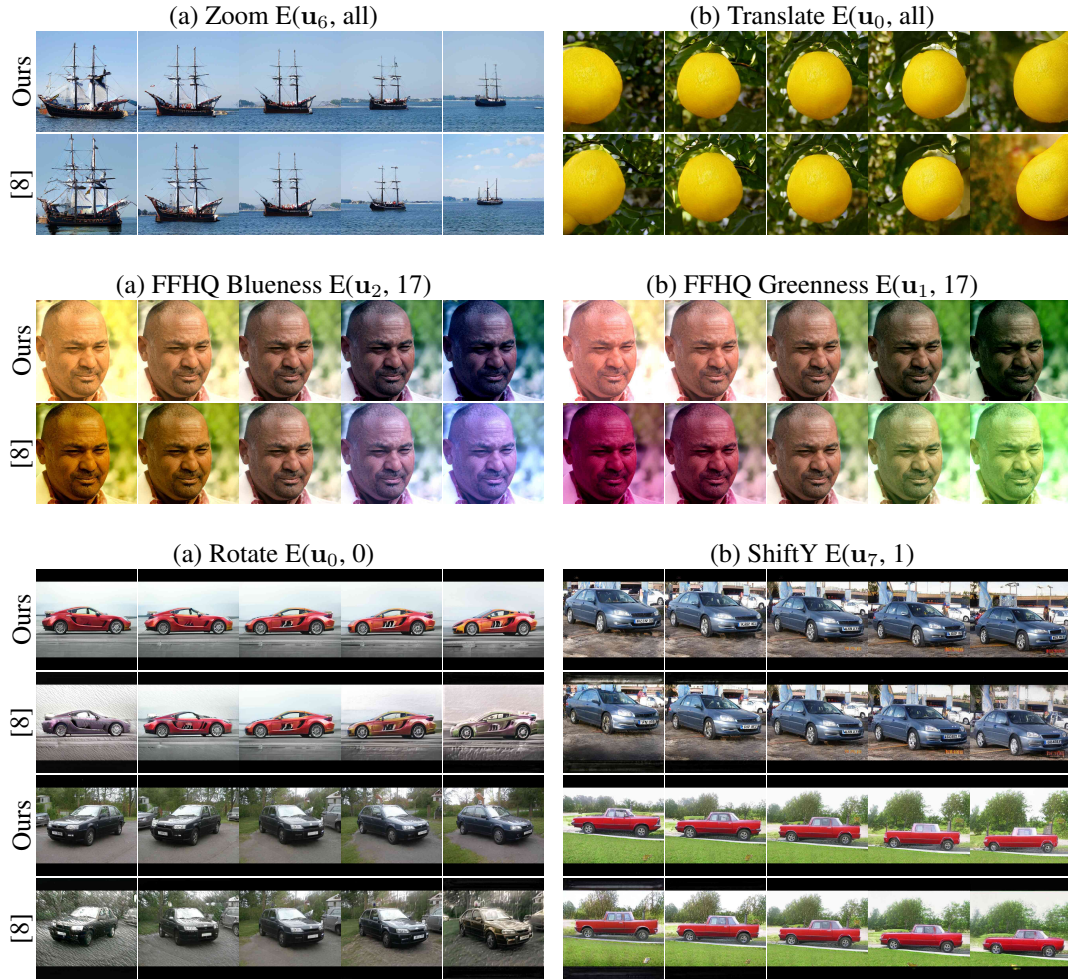 (a) Zoom E(u₆, all)
(b) Translate E(u₀, all)
Ours
[8]
(a) FFHQ Blueness E(u₂, 17)
(b) FFHQ Greenness E(u₁, 17)
Ours
[8]
(a) Rotate E(u₀, 0)
(b) ShiftY E(u₇, 1)
Ours
[8]
Ours
[8]